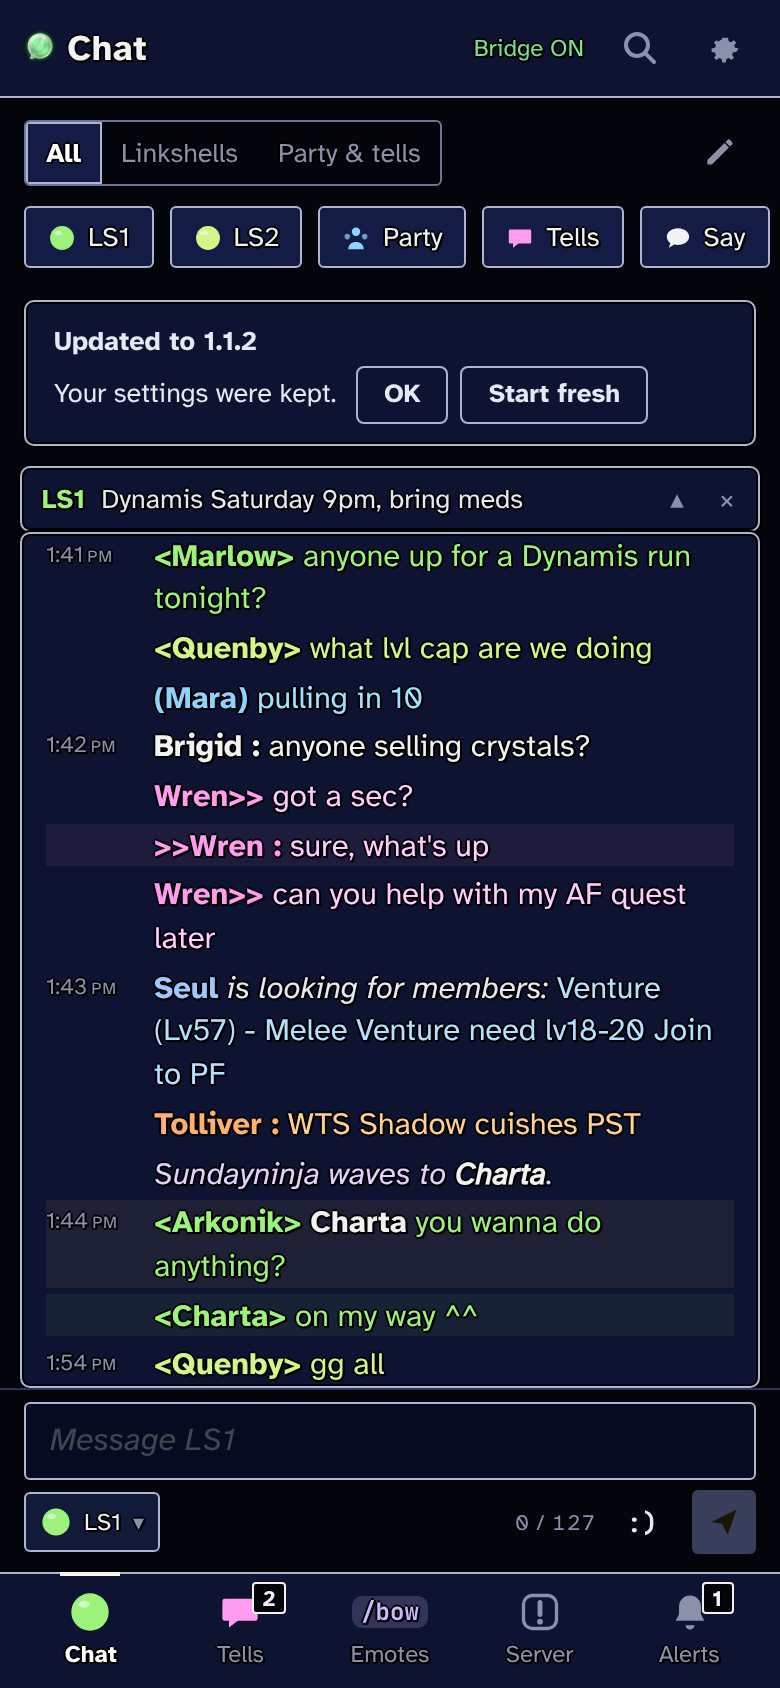 Chat
Bridge ON
All
Linkshells
Party & tells
LS1
LS2
Party
Tells
Say
Updated to 1.1.2
Your settings were kept.
OK
Start fresh
LS1 Dynamis Saturday 9pm, bring meds ▲ ×
1:41 PM <Marlow> anyone up for a Dynamis run
tonight?
<Quenby> what lvl cap are we doing
(Mara) pulling in 10
1:42 PM Brigid : anyone selling crystals?
Wren>> got a sec?
>>Wren : sure, what's up
Wren>> can you help with my AF quest
later
1:43 PM Seul is looking for members: Venture
(Lv57) - Melee Venture need lv18-20 Join
to PF
Tolliver : WTS Shadow cuishes PST
Sundayninja waves to Charta.
1:44 PM <Arkonik> Charta you wanna do
anything?
<Charta> on my way ^^
1:54 PM <Quenby> gg all
Message LS1
LS1 ▼
0 / 127
:)
Chat
2
Tells
/bow
Emotes
Server
1
Alerts